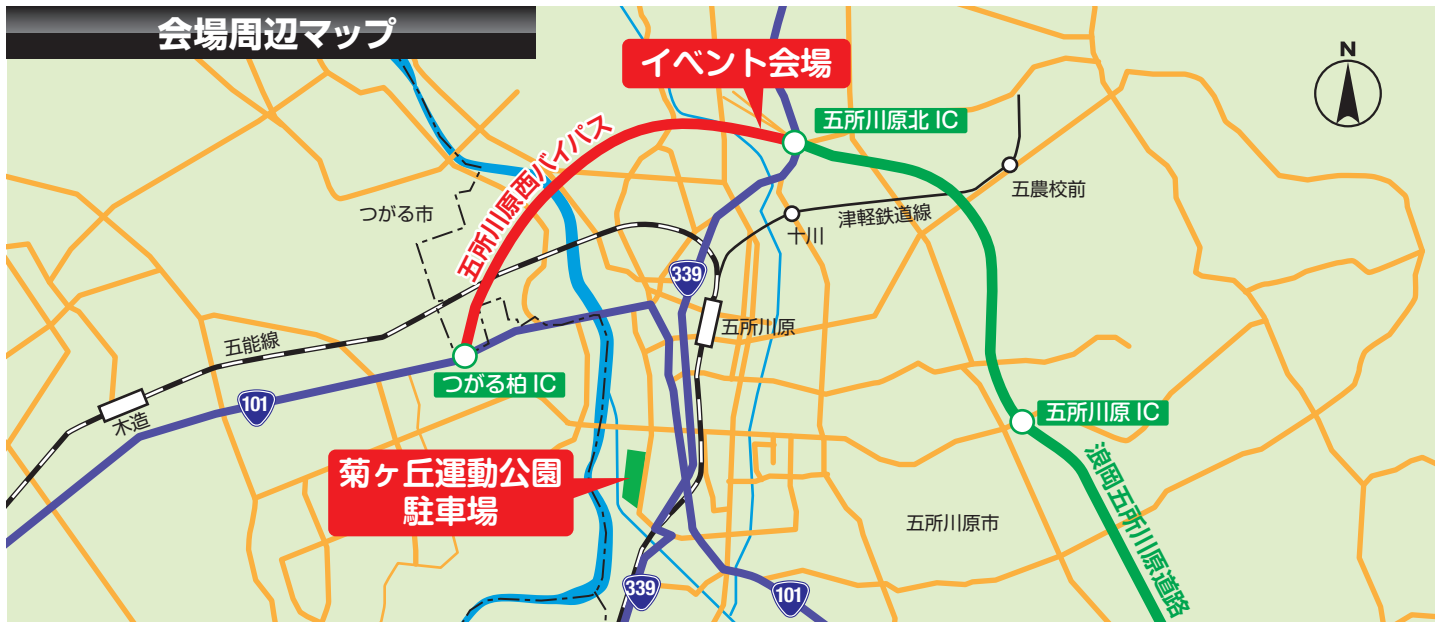 会場周辺マップ
イベント会場
N
五所川原北 IC
五所川原西バイパス
つがる市
五農校前
津軽鉄道線
十川
339
五所川原
五能線
つがる柏 IC
101
木造
五所川原 IC
菊ヶ丘運動公園
駐車場
浪岡五所川原道路
五所川原市
339
101